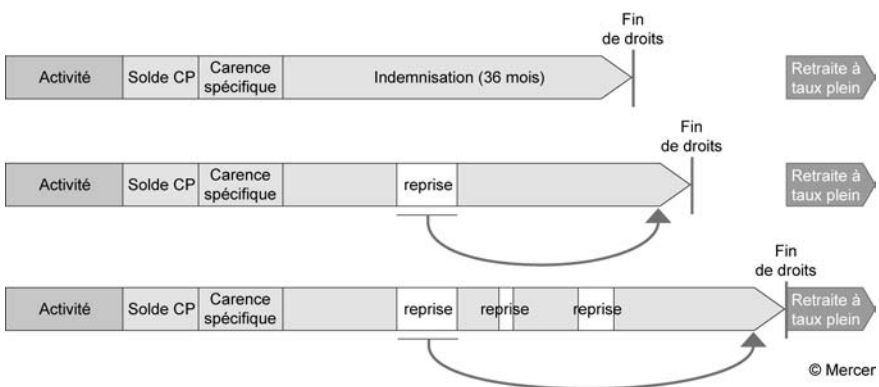 Fin
de droits
Activité
Solde CP
Carence
spécifique
Indemnisation (36 mois)
Retraite à
taux plein
Fin
de droits
Activité
Solde CP
Carence
spécifique
reprise
Retraite à
taux plein
Fin
de droits
Activité
Solde CP
Carence
spécifique
reprise
reprise
reprise
Retraite à
taux plein
© Mercer